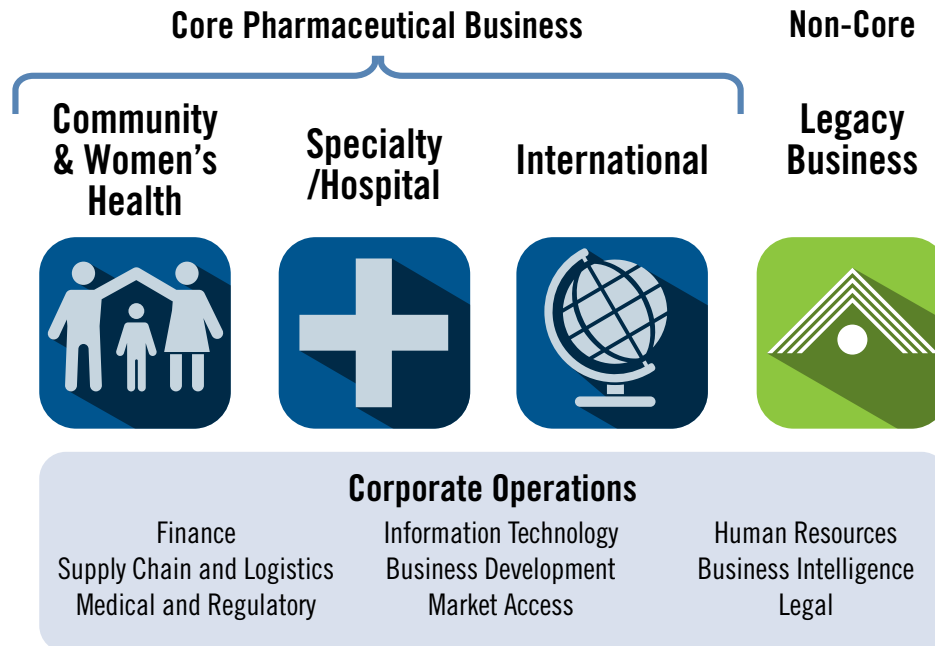 Core Pharmaceutical Business
Non-Core
Community
& Women's
Health
Specialty
/Hospital
International
Legacy
Business
Corporate Operations
Finance
Supply Chain and Logistics
Medical and Regulatory
Information Technology
Business Development
Market Access
Human Resources
Business Intelligence
Legal